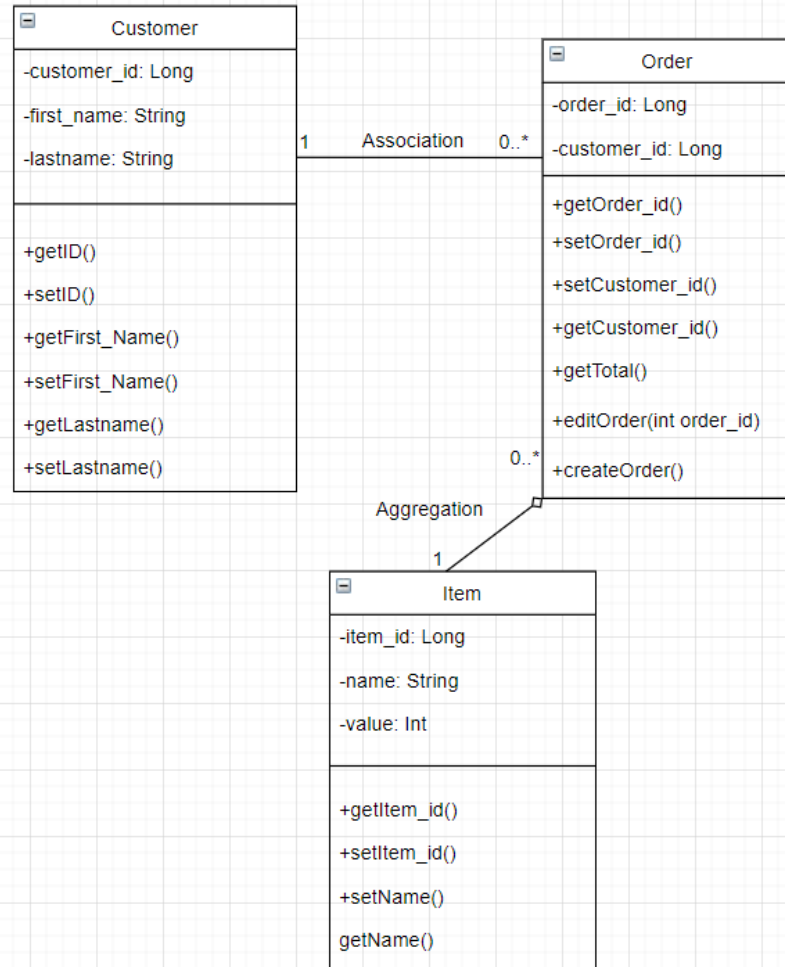 Customer
-customer_id: Long
-first_name: String
-lastname: String
+getID()
+setID()
+getFirst_Name()
+setFirst_Name()
+getLastname()
+setLastname()
1 Association 0..*
Order
-order_id: Long
-customer_id: Long
+getOrder_id()
+setOrder_id()
+setCustomer_id()
+getCustomer_id()
+getTotal()
+editOrder(int order_id)
+createOrder()
0..*
Aggregation
1
Item
-item_id: Long
-name: String
-value: Int
+getItem_id()
+setItem_id()
+setName()
getName()